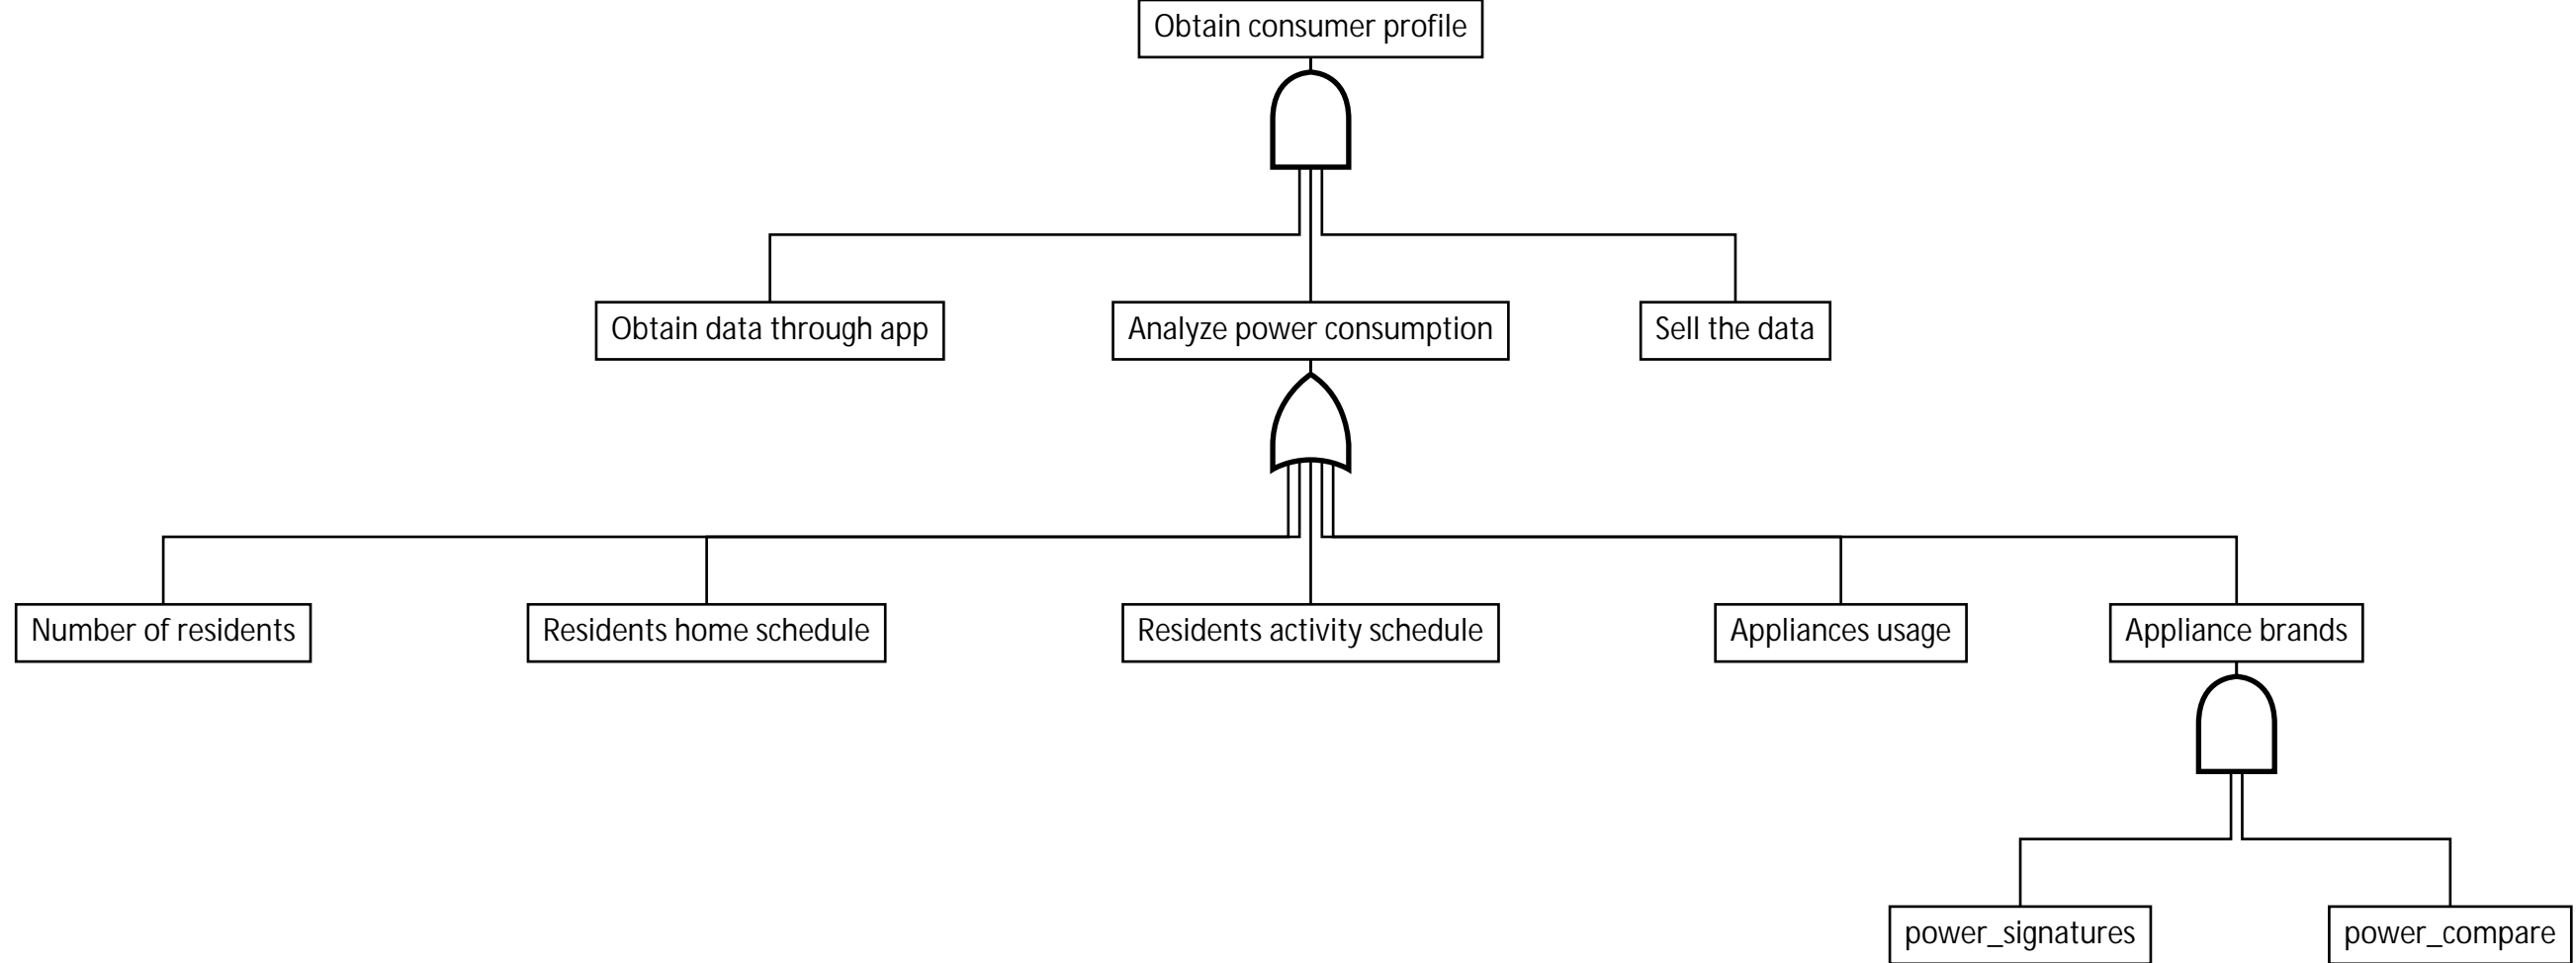 Obtain consumer profile
Obtain data through app
Analyze power consumption
Sell the data
Number of residents
Residents home schedule
Residents activity schedule
Appliances usage
Appliance brands
power_signatures
power_compare